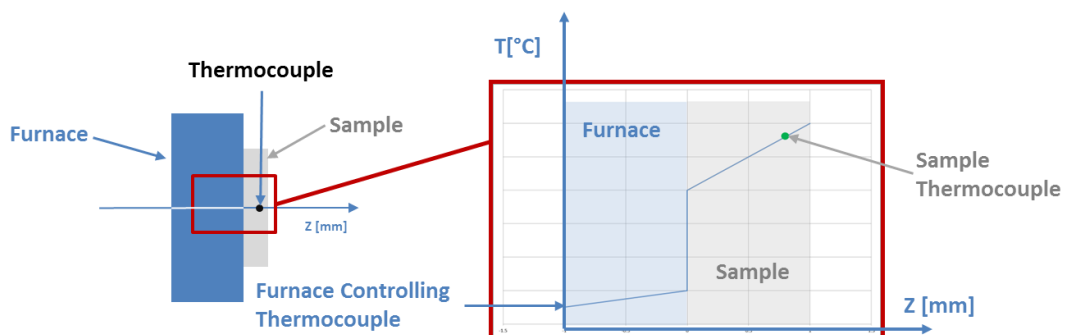 T[°C]
Thermocouple
Furnace
Sample
Z [mm]
Furnace
Sample
Sample
Thermocouple
Furnace Controlling
Thermocouple
Z [mm]